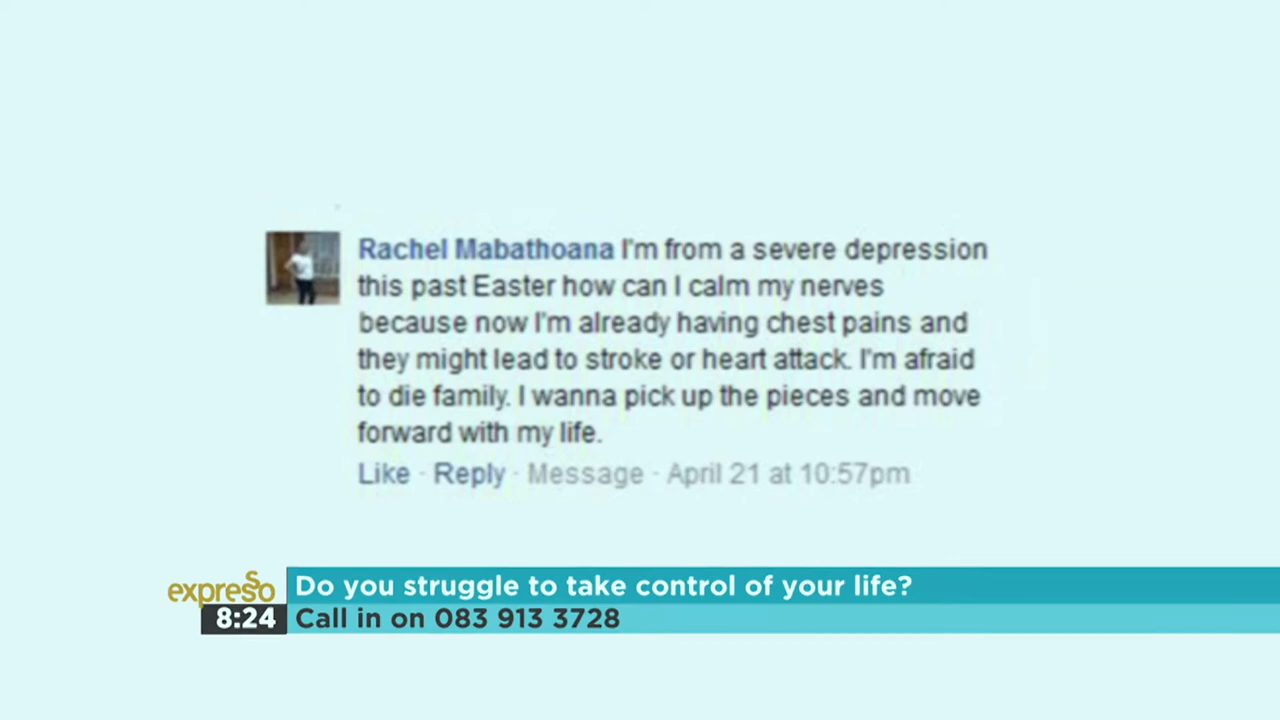 Rachel Mabathoana I'm from a severe depression
this past Easter how can I calm my nerves
because now I'm already having chest pains and
they might lead to stroke or heart attack. I'm afraid
to die family. I wanna pick up the pieces and move
forward with my life.
Like · Reply · Message · April 21 at 10:57pm
expresso
Do you struggle to take control of your life?
8:24
Call in on 083 913 3728